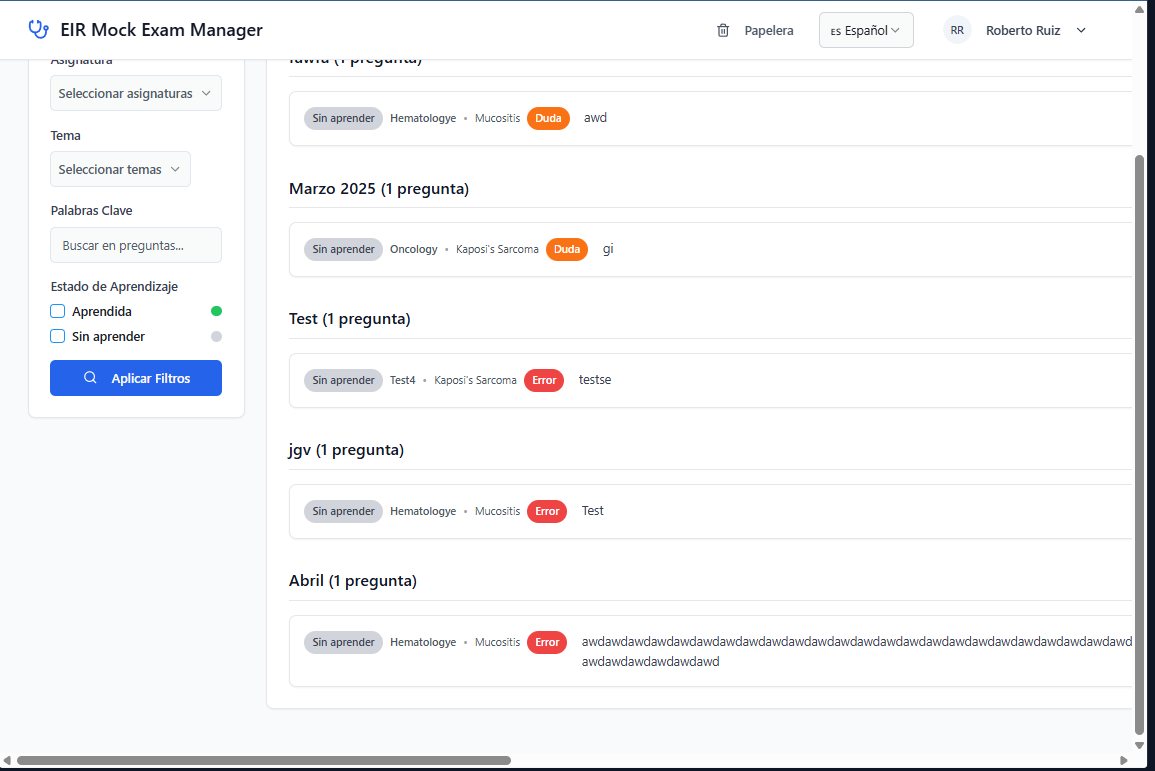 EIR Mock Exam Manager
Papelera
ES Español
RR
Roberto Ruiz
Asignatura
Seleccionar asignaturas
Tema
Seleccionar temas
Palabras Clave
Buscar en preguntas...
Estado de Aprendizaje
Aprendida
Sin aprender
Aplicar Filtros
(1 pregunta)
Sin aprender Hematologye • Mucositis Duda awd
Marzo 2025 (1 pregunta)
Sin aprender Oncology • Kaposi's Sarcoma Duda gi
Test (1 pregunta)
Sin aprender Test4 • Kaposi's Sarcoma Error testse
jgv (1 pregunta)
Sin aprender Hematologye • Mucositis Error Test
Abril (1 pregunta)
Sin aprender Hematologye • Mucositis Error
awdawdawdawdawdawd